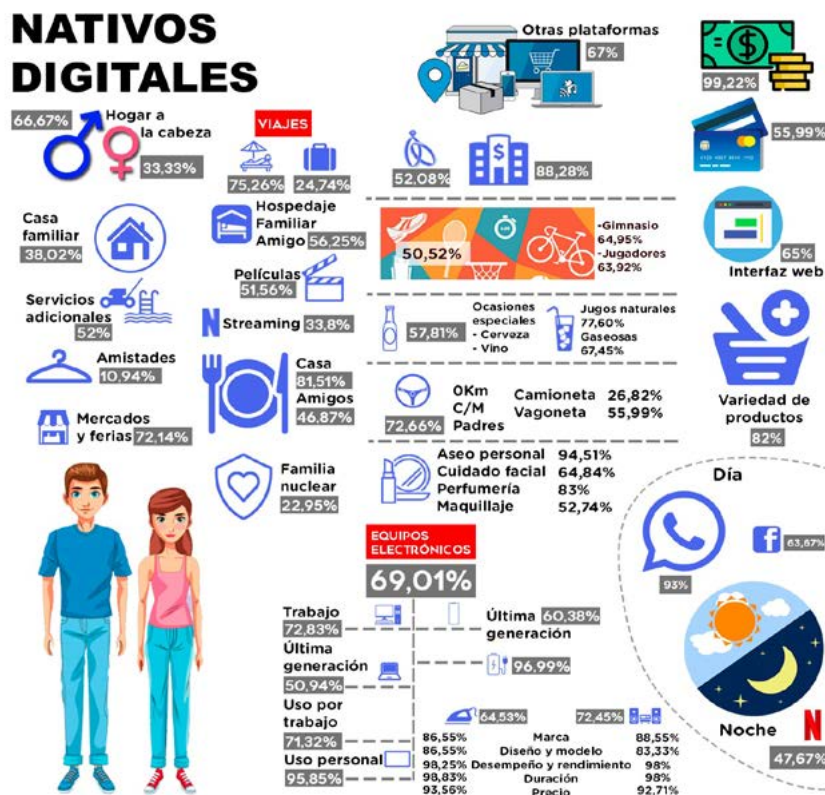 NATIVOS
DIGITALES
66,67%
Hogar a
la cabeza
33,33%
VIAJES
75,26%
24,74%
Otras plataformas
67%
$
99,22%
55,99%
52,08%
$
88,28%
Casa
familiar
38,02%
Hospedaje
Familiar
Amigo 56,25%
50,52%
-Gimnasio
64,95%
-Jugadores
63,92%
65%
Interfaz web
Películas
51,56%
Servicios
adicionales
52%
N Streaming 33,8%
57,81%
Ocasiones
especiales
- Cerveza
- Vino
Jugos naturales
77,60%
Gaseosas
67,45%
Amistades
10,94%
Casa
81,51%
Amigos
46,87%
72,66%
0Km
C/M
Padres
Camioneta 26,82%
Vagoneta 55,99%
Variedad de
productos
82%
Mercados
y ferias 72,14%
Familia
nuclear
22,95%
Aseo personal 94,51%
Cuidado facial 64,84%
Perfumería 83%
Maquillaje 52,74%
Día
93%
f 63,67%
EQUIPOS
ELECTRÓNICOS
69,01%
Trabajo
72,83%
Última 60,38%
generación
Última
generación
50,94%
96,99%
Uso por
trabajo
71,32%
Uso personal
95,85%
64,53%
72,45%
86,55% Marca 88,55%
86,55% Diseño y modelo 83,33%
98,25% Desempeño y rendimiento 98%
98,83% Duración 98%
93,56% Precio 92,71%
Noche
N
47,67%